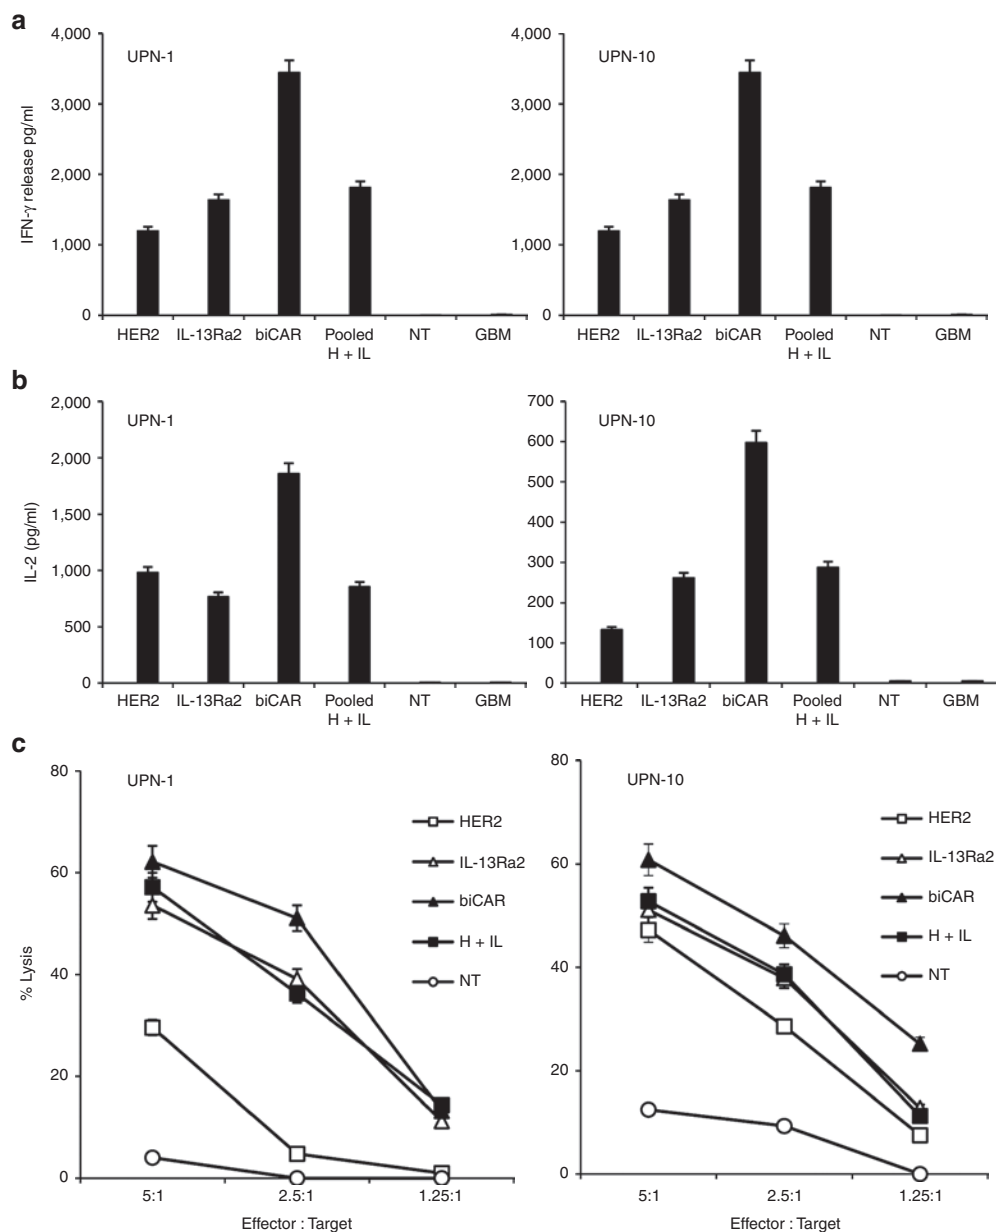 a
UPN-1
UPN-10
IFN-γ release pg/ml
4,000
3,000
2,000
1,000
0
4,000
3,000
2,000
1,000
0
HER2 IL-13Ra2 biCAR Pooled H + IL NT GBM
HER2 IL-13Ra2 biCAR Pooled H + IL NT GBM
b
UPN-1
UPN-10
IL-2 (pg/ml)
2,000
2,000
1,500
1,000
500
0
700
600
500
400
300
200
100
0
HER2 IL-13Ra2 biCAR Pooled H + IL NT GBM
HER2 IL-13Ra2 biCAR Pooled H + IL NT GBM
c
UPN-1
% Lysis
80
60
40
20
0
HER2
IL-13Ra2
biCAR
H + IL
NT
5:1 2.5:1 1.25:1
Effector : Target
UPN-10
80
60
40
20
0
HER2
IL-13Ra2
biCAR
H + IL
NT
5:1 2.5:1 1.25:1
Effector : Target